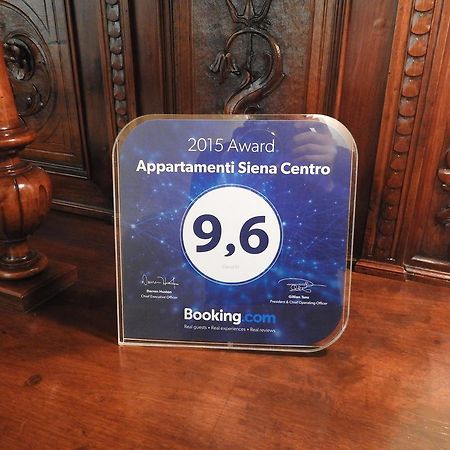 2015 Award
Appartamenti Siena Centro
9,6
Darren Huston
Chief Executive Officer
Gillian Tans
President & Chief Operating Officer
Booking.com
Real guests • Real experiences • Real reviews